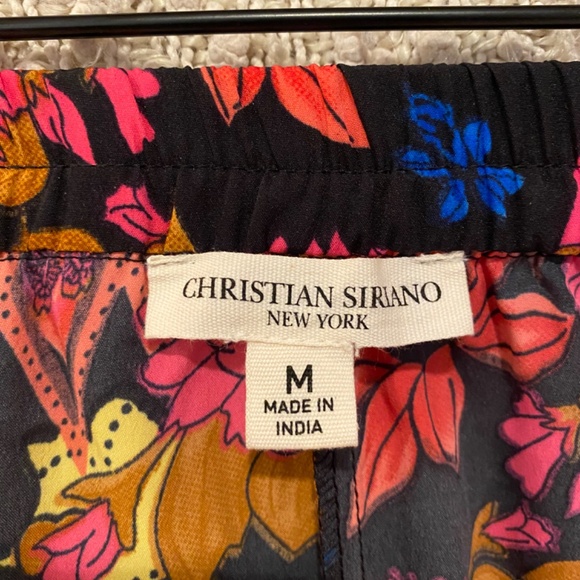 CHRISTIAN SIRIANO
NEW YORK
M
MADE IN
INDIA